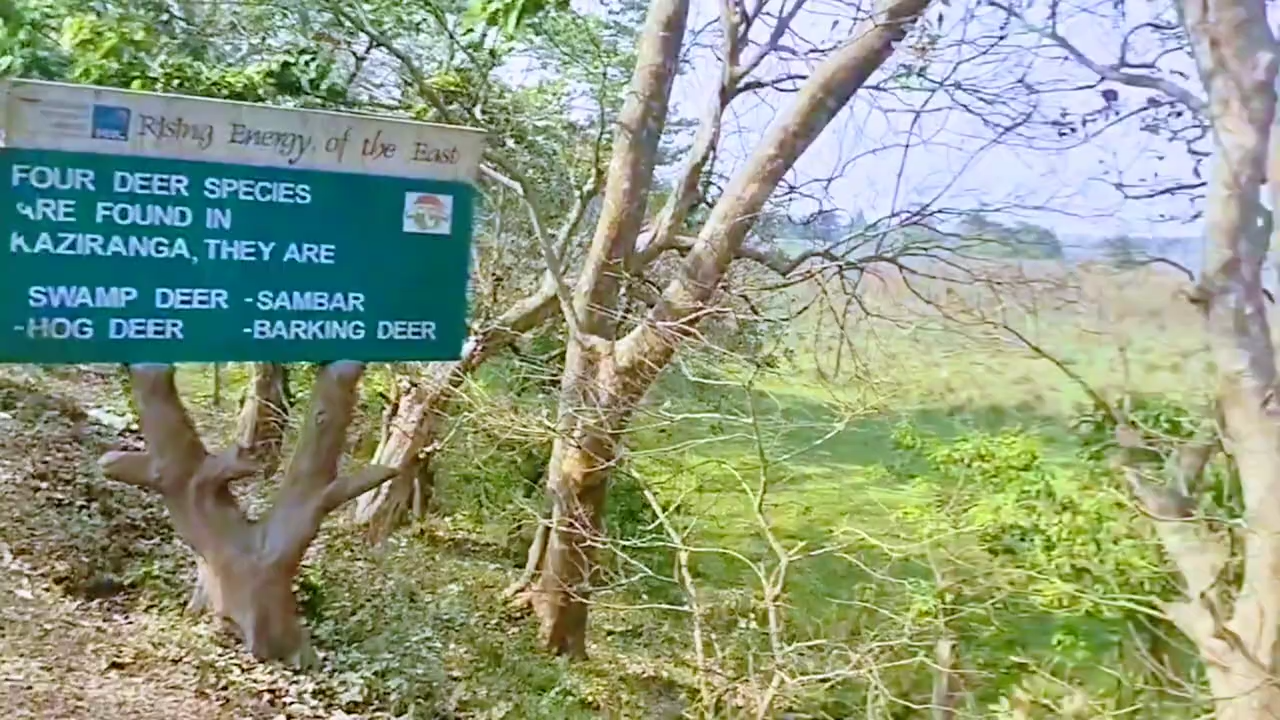 Rising Energy, of the East
FOUR DEER SPECIES
ARE FOUND IN
KAZIRANGA, THEY ARE
SWAMP DEER -SAMBAR
-HOG DEER -BARKING DEER